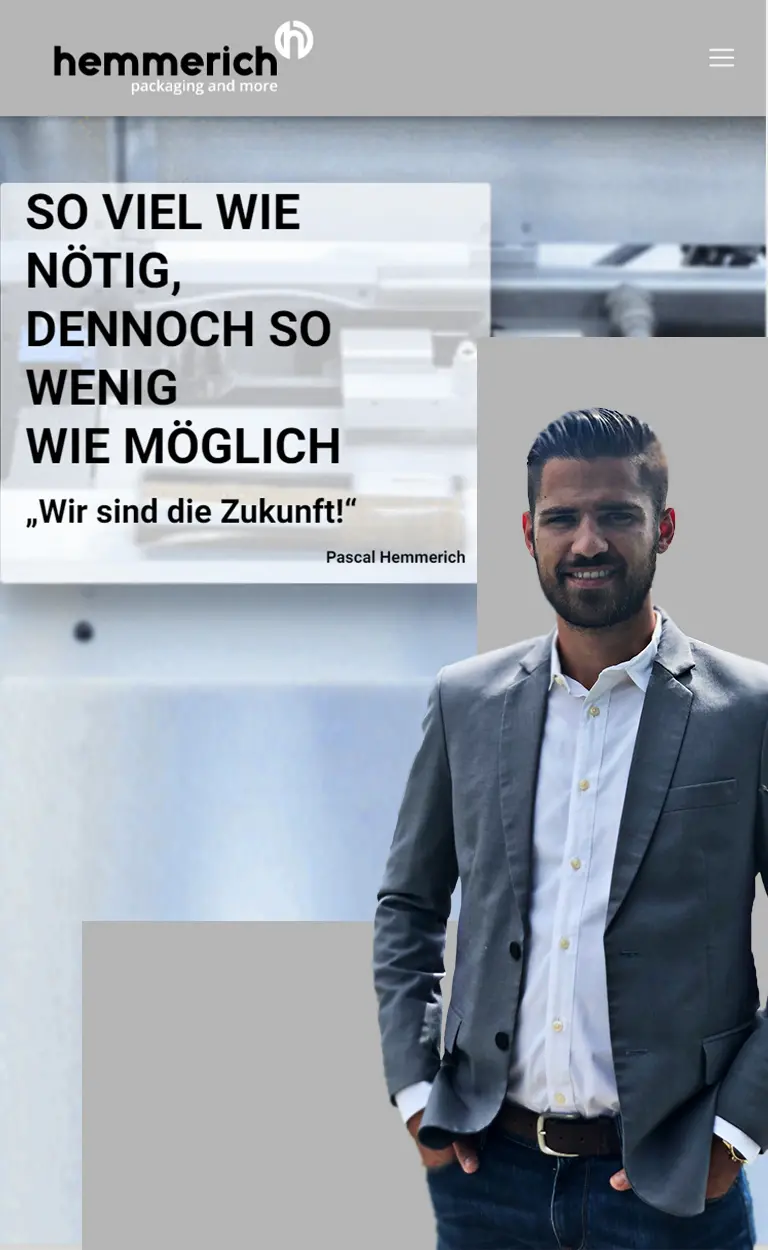 hemmerich
packaging and more
SO VIEL WIE
NÖTIG,
DENNOCH SO
WENIG
WIE MÖGLICH
„Wir sind die Zukunft!“
Pascal Hemmerich